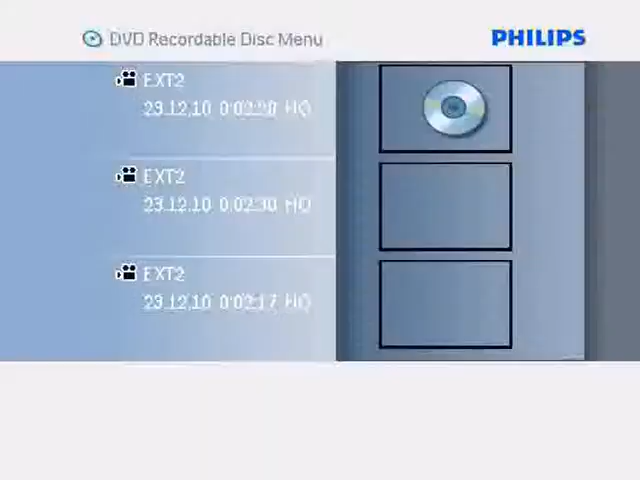 DVD Recordable Disc Menu
PHILIPS
EXT2
23.12.10 0:03:20 HQ
EXT2
23.12.10 0:02:30 HQ
EXT2
23.12.10 0:02:17 HQ